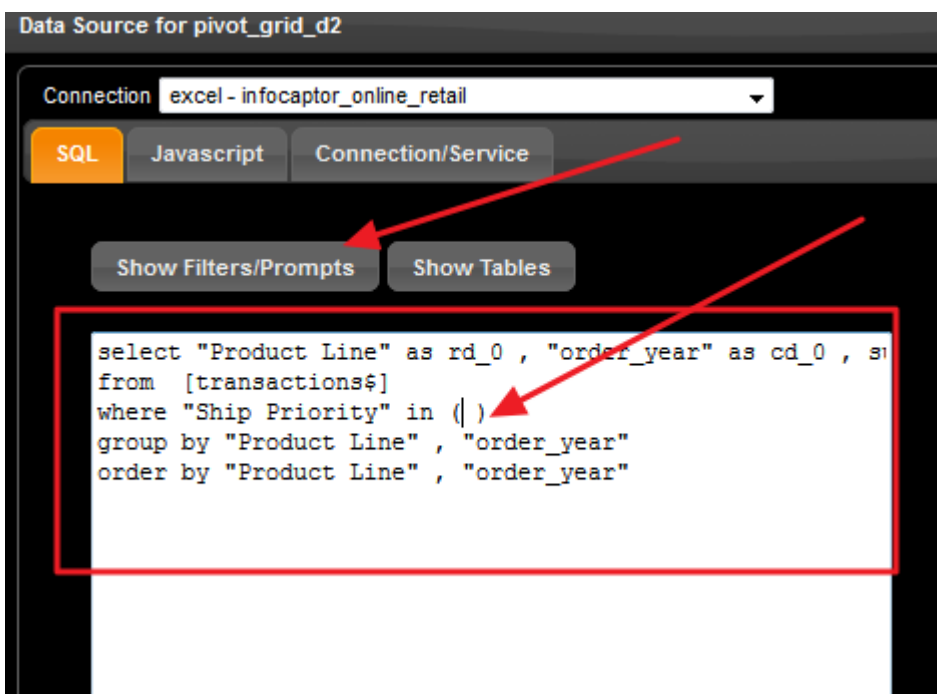 Data Source for pivot_grid_d2
Connection excel - infocaptor_online_retail
SQL Javascript Connection/Service
Show Filters/Prompts Show Tables
select "Product Line" as rd_0 , "order_year" as cd_0 ,
from [transactions$]
where "Ship Priority" in ( )
group by "Product Line" , "order_year"
order by "Product Line" , "order_year"